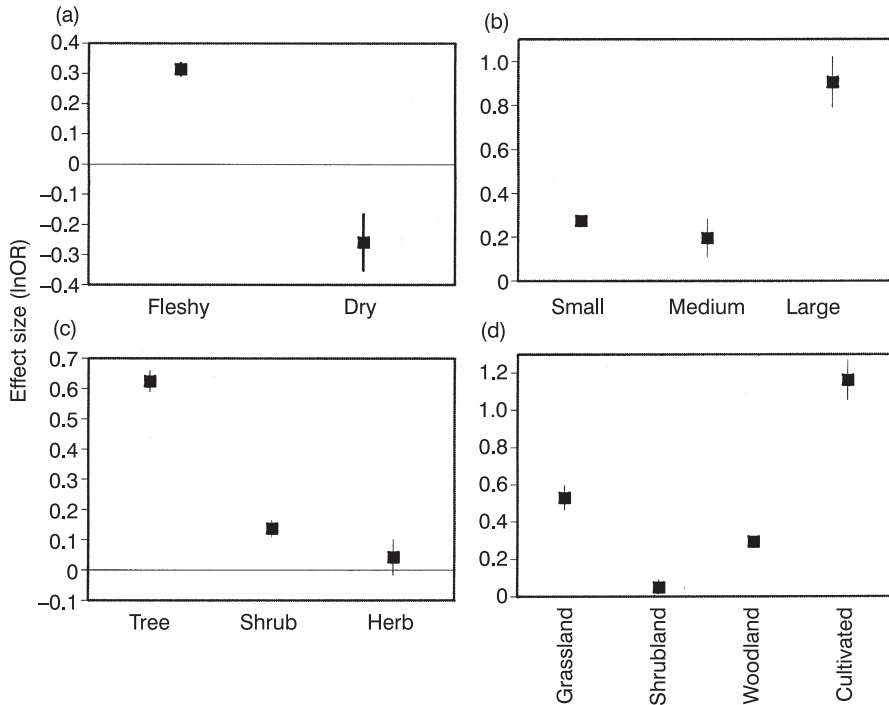 Effect size (lnOR)
(a)
0.4
0.3
0.2
0.1
0
–0.1
–0.2
–0.3
–0.4
Fleshy Dry
(b)
1.0
0.8
0.6
0.4
0.2
0
Small Medium Large
(c)
0.7
0.6
0.5
0.4
0.3
0.2
0.1
0
–0.1
Tree Shrub Herb
(d)
1.2
1.0
0.8
0.6
0.4
0.2
0
Grassland
Shrubland
Woodland
Cultivated